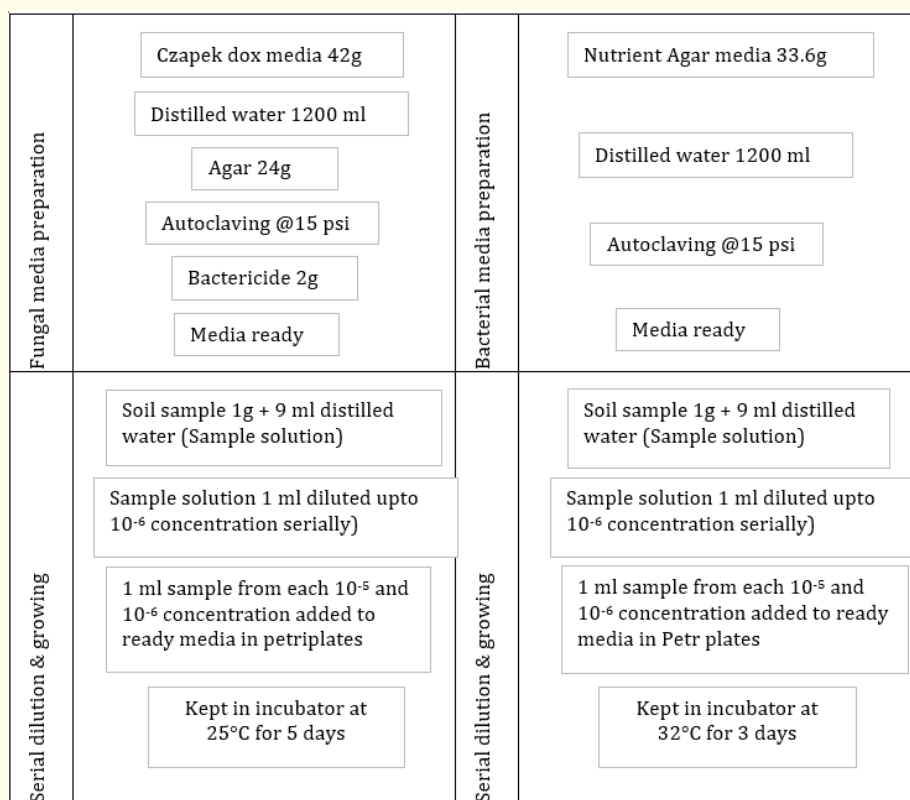 Fungal media preparation
Czapek dox media 42g
Distilled water 1200 ml
Agar 24g
Autoclaving @15 psi
Bactericide 2g
Media ready
Bacterial media preparation
Nutrient Agar media 33.6g
Distilled water 1200 ml
Autoclaving @15 psi
Media ready
Serial dilution & growing
Soil sample 1g + 9 ml distilled
water (Sample solution)
Sample solution 1 ml diluted upto
10⁻⁶ concentration serially)
1 ml sample from each 10⁻⁵ and
10⁻⁶ concentration added to
ready media in petriplates
Kept in incubator at
25°C for 5 days
Serial dilution & growing
Soil sample 1g + 9 ml distilled
water (Sample solution)
Sample solution 1 ml diluted upto
10⁻⁶ concentration serially)
1 ml sample from each 10⁻⁵ and
10⁻⁶ concentration added to ready
media in Petr plates
Kept in incubator at
32°C for 3 days